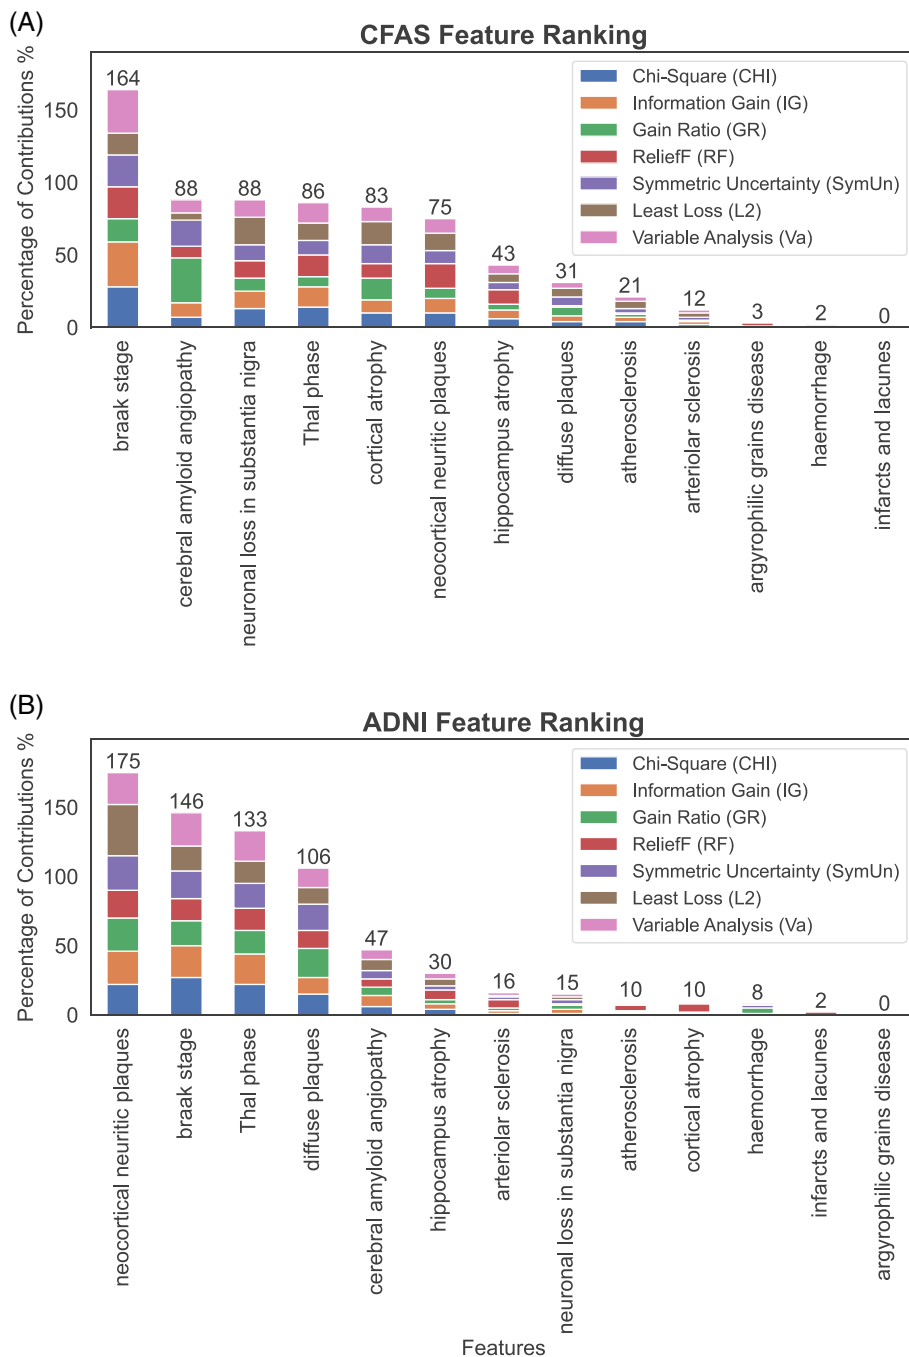 (A)
CFAS Feature Ranking
Percentage of Contributions %
150
100
50
0
164
88
88
86
83
75
43
31
21
12
3
2
0
Chi-Square (CHI)
Information Gain (IG)
Gain Ratio (GR)
ReliefF (RF)
Symmetric Uncertainty (SymUn)
Least Loss (L2)
Variable Analysis (Va)
braak stage
cerebral amyloid angiopathy
neuronal loss in substantia nigra
Thal phase
cortical atrophy
neocortical neuritic plaques
hippocampus atrophy
diffuse plaques
atherosclerosis
arteriolar sclerosis
argyrophilic grains disease
haemorrhage
infarcts and lacunes
(B)
ADNI Feature Ranking
Percentage of Contributions %
150
100
50
0
175
146
133
106
47
30
16
15
10
10
8
2
0
Chi-Square (CHI)
Information Gain (IG)
Gain Ratio (GR)
ReliefF (RF)
Symmetric Uncertainty (SymUn)
Least Loss (L2)
Variable Analysis (Va)
neocortical neuritic plaques
braak stage
Thal phase
diffuse plaques
cerebral amyloid angiopathy
hippocampus atrophy
arteriolar sclerosis
neuronal loss in substantia nigra
atherosclerosis
cortical atrophy
haemorrhage
infarcts and lacunes
argyrophilic grains disease
Features